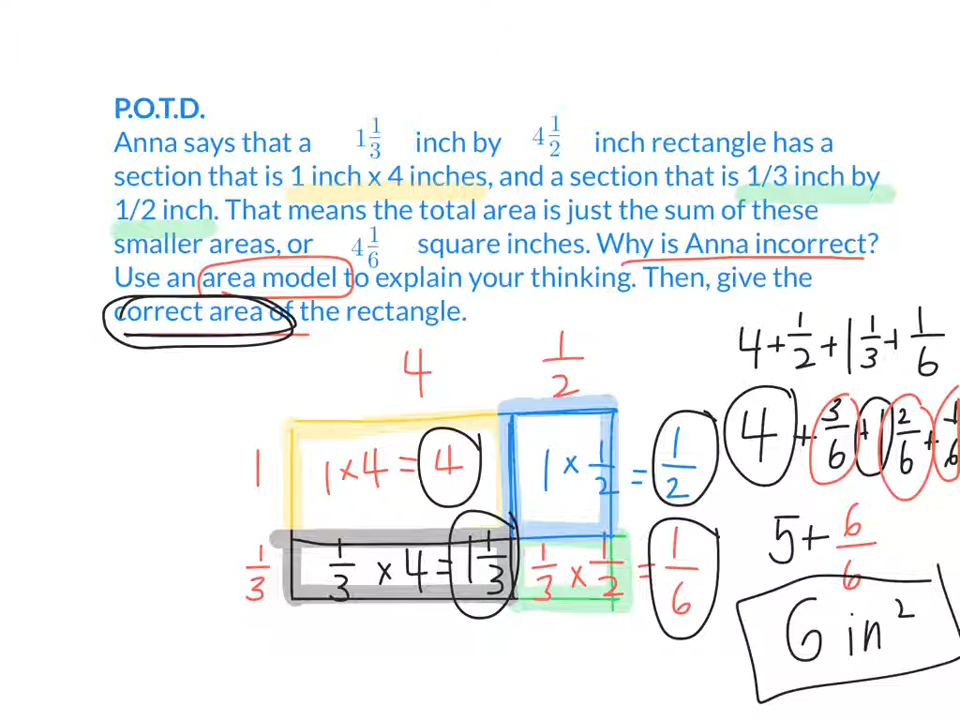 P.O.T.D.
Anna says that a 1 1/3 inch by 4 1/2 inch rectangle has a
section that is 1 inch x 4 inches, and a section that is 1/3 inch by
1/2 inch. That means the total area is just the sum of these
smaller areas, or 4 1/6 square inches. Why is Anna incorrect?
Use an area model to explain your thinking. Then, give the
correct area of the rectangle.
4 + 1/2 + 1 1/3 + 1/6
4 1/2
4 + 3/6 + 1 2/6 + 1/6
1 1 x 4 = 4 1 x 1/2 = 1/2
5 + 6/6
1/3 1/3 x 4 = 1 1/3 1/3 x 1/2 = 1/6
6 in²